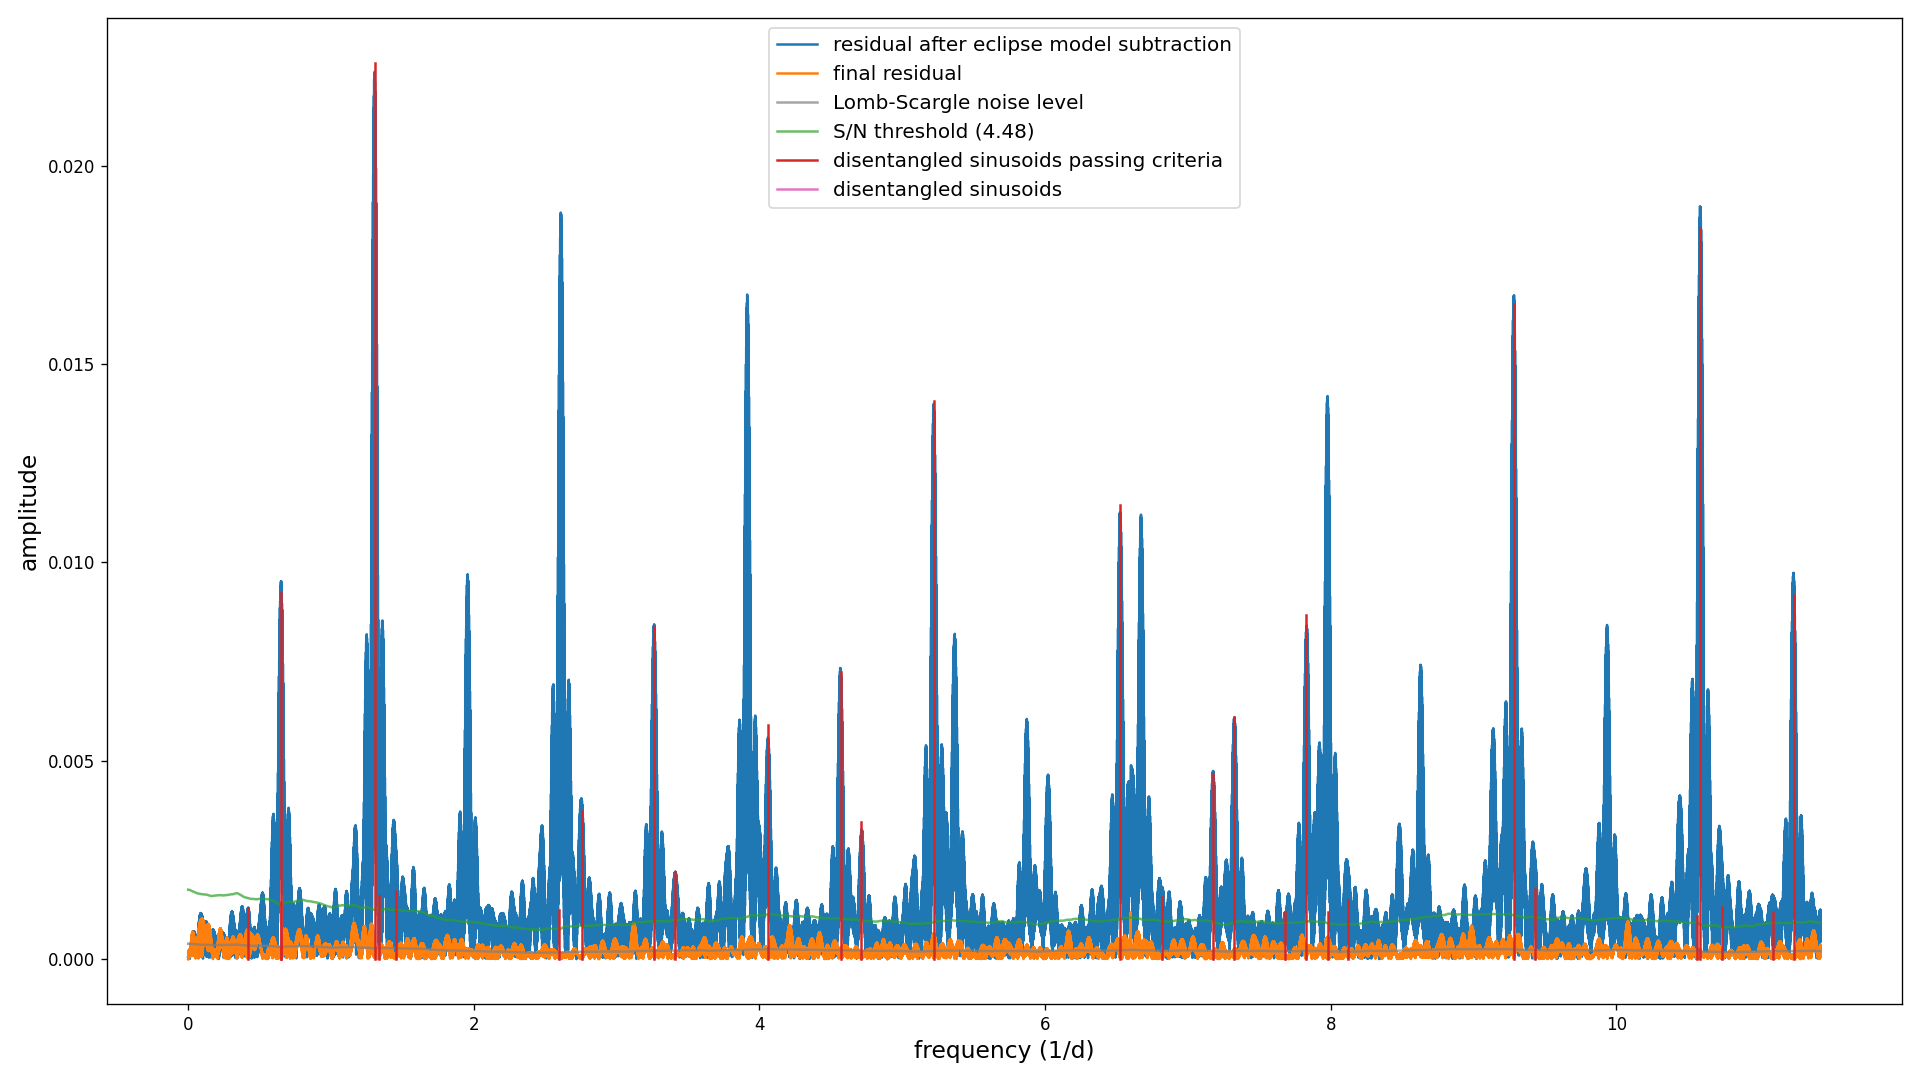 residual after eclipse model subtraction
final residual
Lomb-Scargle noise level
S/N threshold (4.48)
disentangled sinusoids passing criteria
disentangled sinusoids
amplitude
0.020
0.015
0.010
0.005
0.000
0 2 4 6 8 10
frequency (1/d)